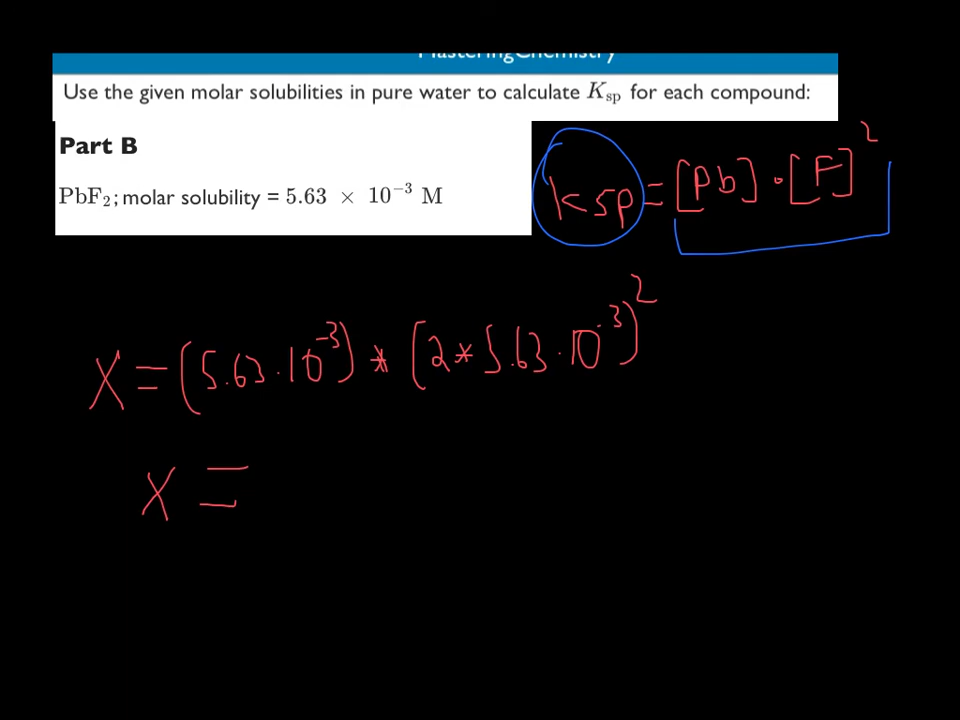 MasteringChemistry
Use the given molar solubilities in pure water to calculate Ksp for each compound:
Part B
PbF₂; molar solubility = 5.63 × 10⁻³ M
Ksp = [Pb] · [F]²
X = (5.63 · 10⁻³) * (2 * 5.63 · 10⁻³)²
X =